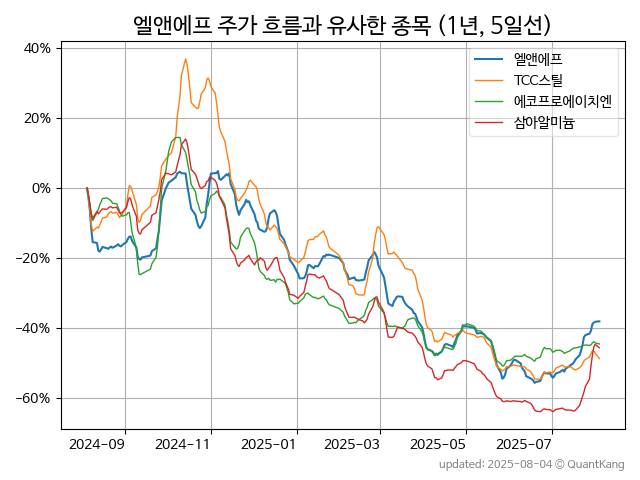 엘앤에프 주가 흐름과 유사한 종목 (1년, 5일선)
40%
20%
0%
−20%
−40%
−60%
엘앤에프
TCC스틸
에코프로에이치엔
삼아알미늄
2024-09
2024-11
2025-01
2025-03
2025-05
2025-07
updated: 2025-08-04 © QuantKang